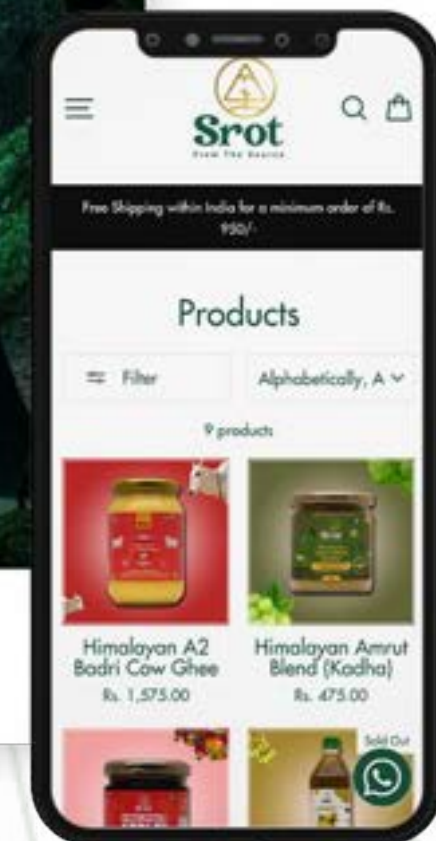 Srot
From The Source
Free Shipping within India for a minimum order of Rs.
950/-
Products
Filter
Alphabetically, A
9 products
Himalayan A2
Badri Cow Ghee
Rs. 1,575.00
Himalayan Amrut
Blend (Kadha)
Rs. 475.00
Sold Out